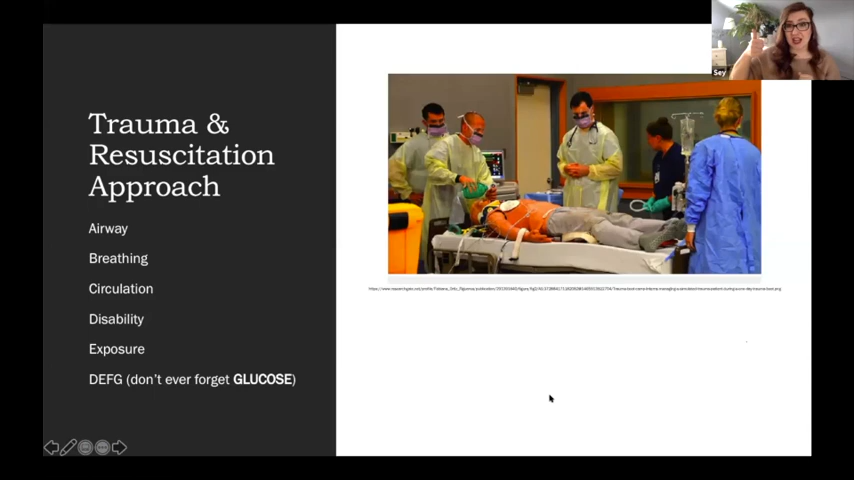 Sey
Trauma &
Resuscitation
Approach
Airway
Breathing
Circulation
Disability
Exposure
DEFG (don't ever forget GLUCOSE)